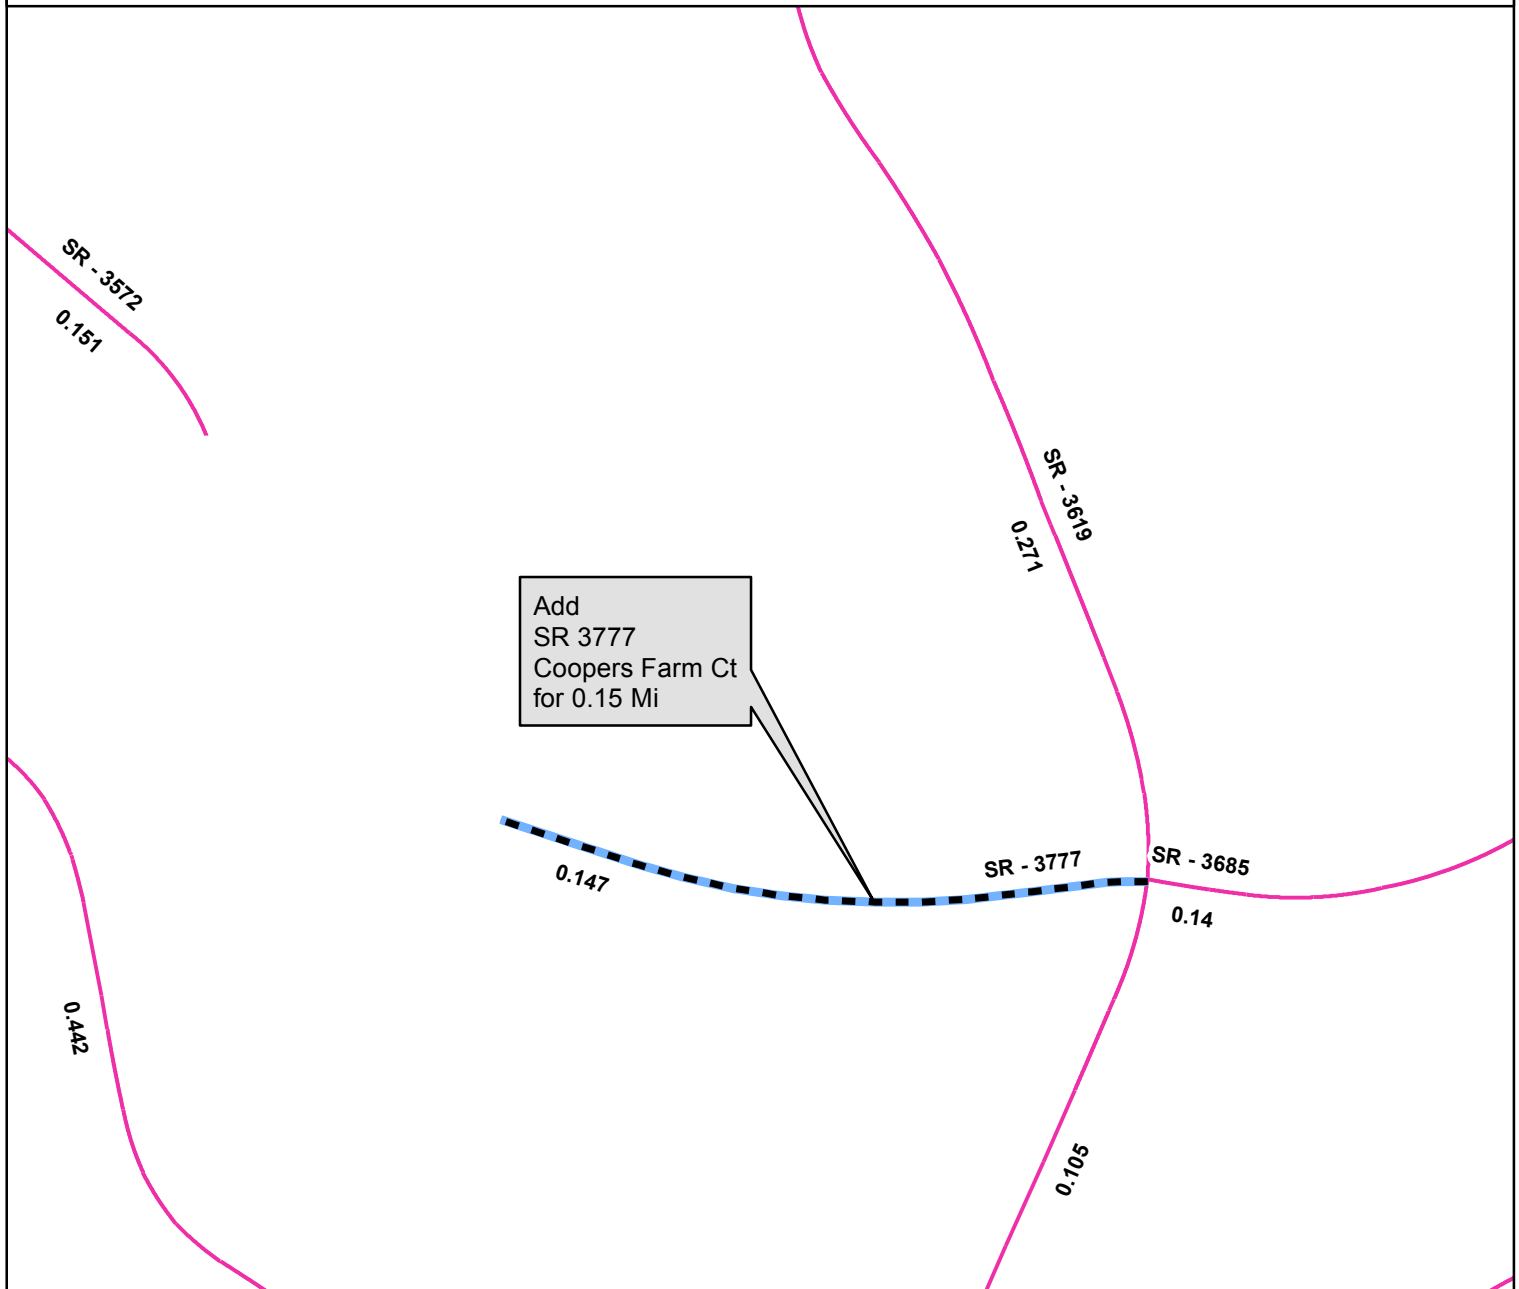 SR - 3572
0.151
SR - 3619
0.271
Add
SR 3777
Coopers Farm Ct
for 0.15 Mi
0.147
SR - 3777
SR - 3685
0.14
0.442
0.105